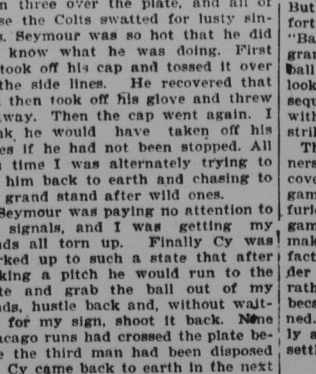 n three over the plate, and all of
se the Colts swatted for lusty sin-
s. Seymour was so hot that he did
know what he was doing. First
took off his cap and tossed it over
the side lines. He recovered that
then took off his glove and threw
way. Then the cap went again. I
nk he would have taken off his
es if he had not been stopped. All
s time I was alternately trying to
him back to earth and chasing to
grand stand after wild ones.
Seymour was paying no attention to
signals, and I was getting my
nds all torn up. Finally Cy was
rked up to such a state that after
king a pitch he would run to the
te and grab the ball out of my
nds, hustle back and, without wait-
for my sign, shoot it back. None
icago runs had crossed the plate be-
e the third man had been disposed
Cy came back to earth in the next
But
fort
"Ba
gran
ball
look
sequ
with
stril
Th
ners
cove
gam
furi
gam
mak
fact
der
rath
beca
ned.
ly a
settl